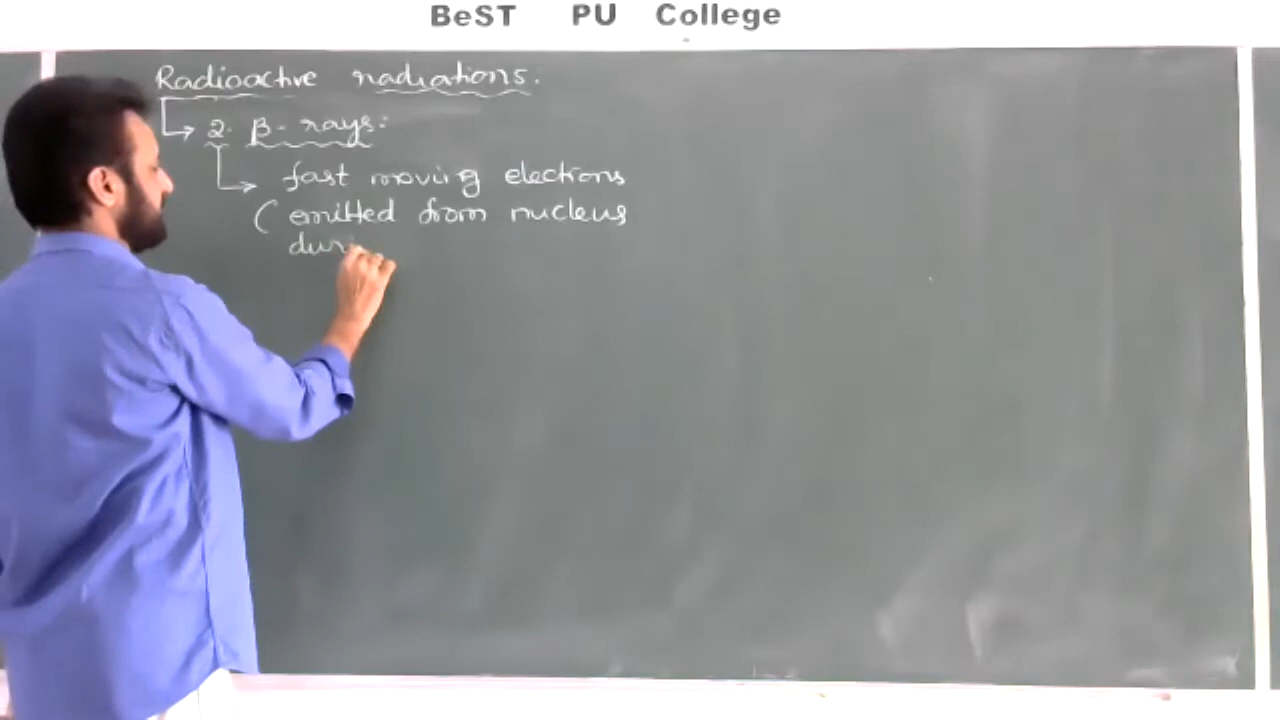 BeST PU College
Radioactive radiations.
2. β- rays:
fast moving electrons
( emitted from nucleus